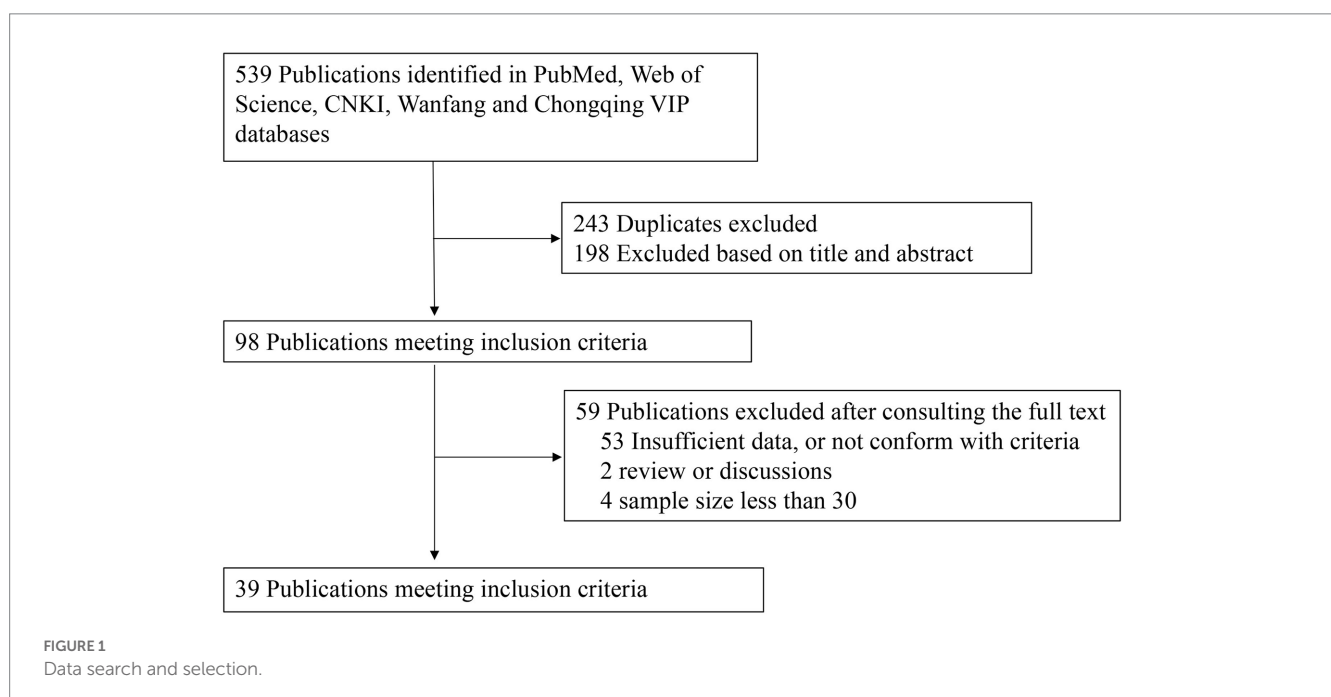 539 Publications identified in PubMed, Web of
Science, CNKI, Wanfang and Chongqing VIP
databases
243 Duplicates excluded
198 Excluded based on title and abstract
98 Publications meeting inclusion criteria
59 Publications excluded after consulting the full text
53 Insufficient data, or not conform with criteria
2 review or discussions
4 sample size less than 30
39 Publications meeting inclusion criteria
FIGURE 1
Data search and selection.